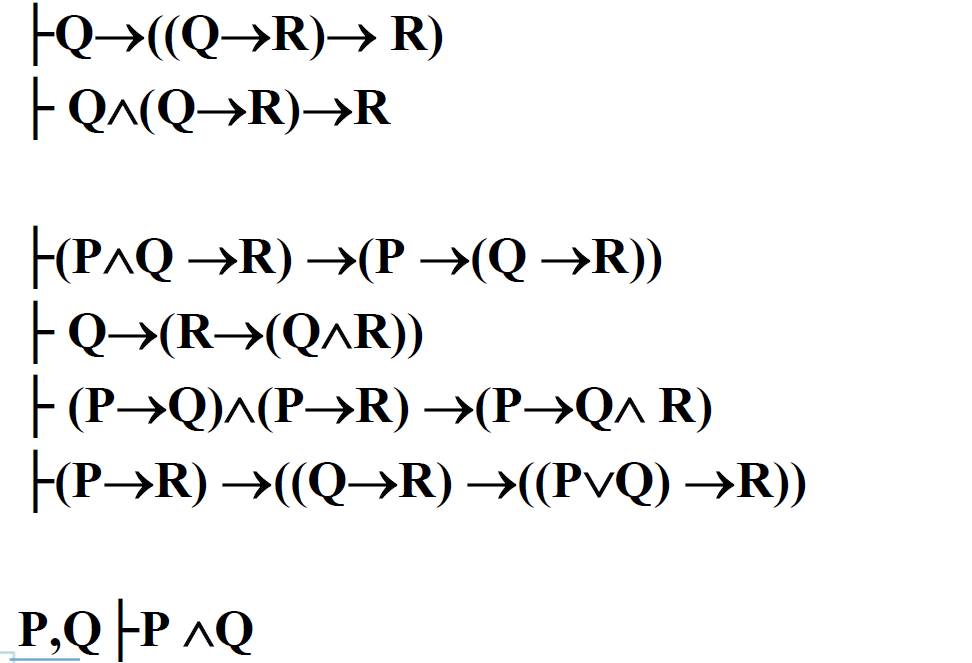 ├Q→((Q→R)→ R)
├ Q∧(Q→R)→R
├(P∧Q →R) →(P →(Q →R))
├ Q→(R→(Q∧R))
├ (P→Q)∧(P→R) →(P→Q∧ R)
├(P→R) →((Q→R) →((P∨Q) →R))
P,Q ├P ∧Q